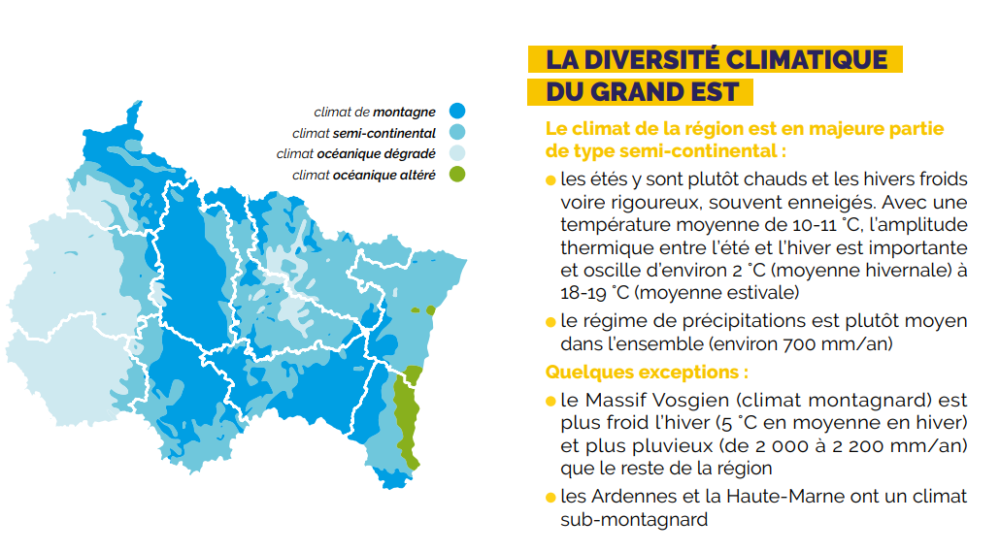 climat de montagne
climat semi-continental
climat océanique dégradé
climat océanique altéré
LA DIVERSITÉ CLIMATIQUE
DU GRAND EST
Le climat de la région est en majeure partie
de type semi-continental :
les étés y sont plutôt chauds et les hivers froids
voire rigoureux, souvent enneigés. Avec une
température moyenne de 10-11 °C, l'amplitude
thermique entre l'été et l'hiver est importante
et oscille d'environ 2 °C (moyenne hivernale) à
18-19 °C (moyenne estivale)
le régime de précipitations est plutôt moyen
dans l'ensemble (environ 700 mm/an)
Quelques exceptions :
le Massif Vosgien (climat montagnard) est
plus froid l'hiver (5 °C en moyenne en hiver)
et plus pluvieux (de 2 000 à 2 200 mm/an)
que le reste de la région
les Ardennes et la Haute-Marne ont un climat
sub-montagnard